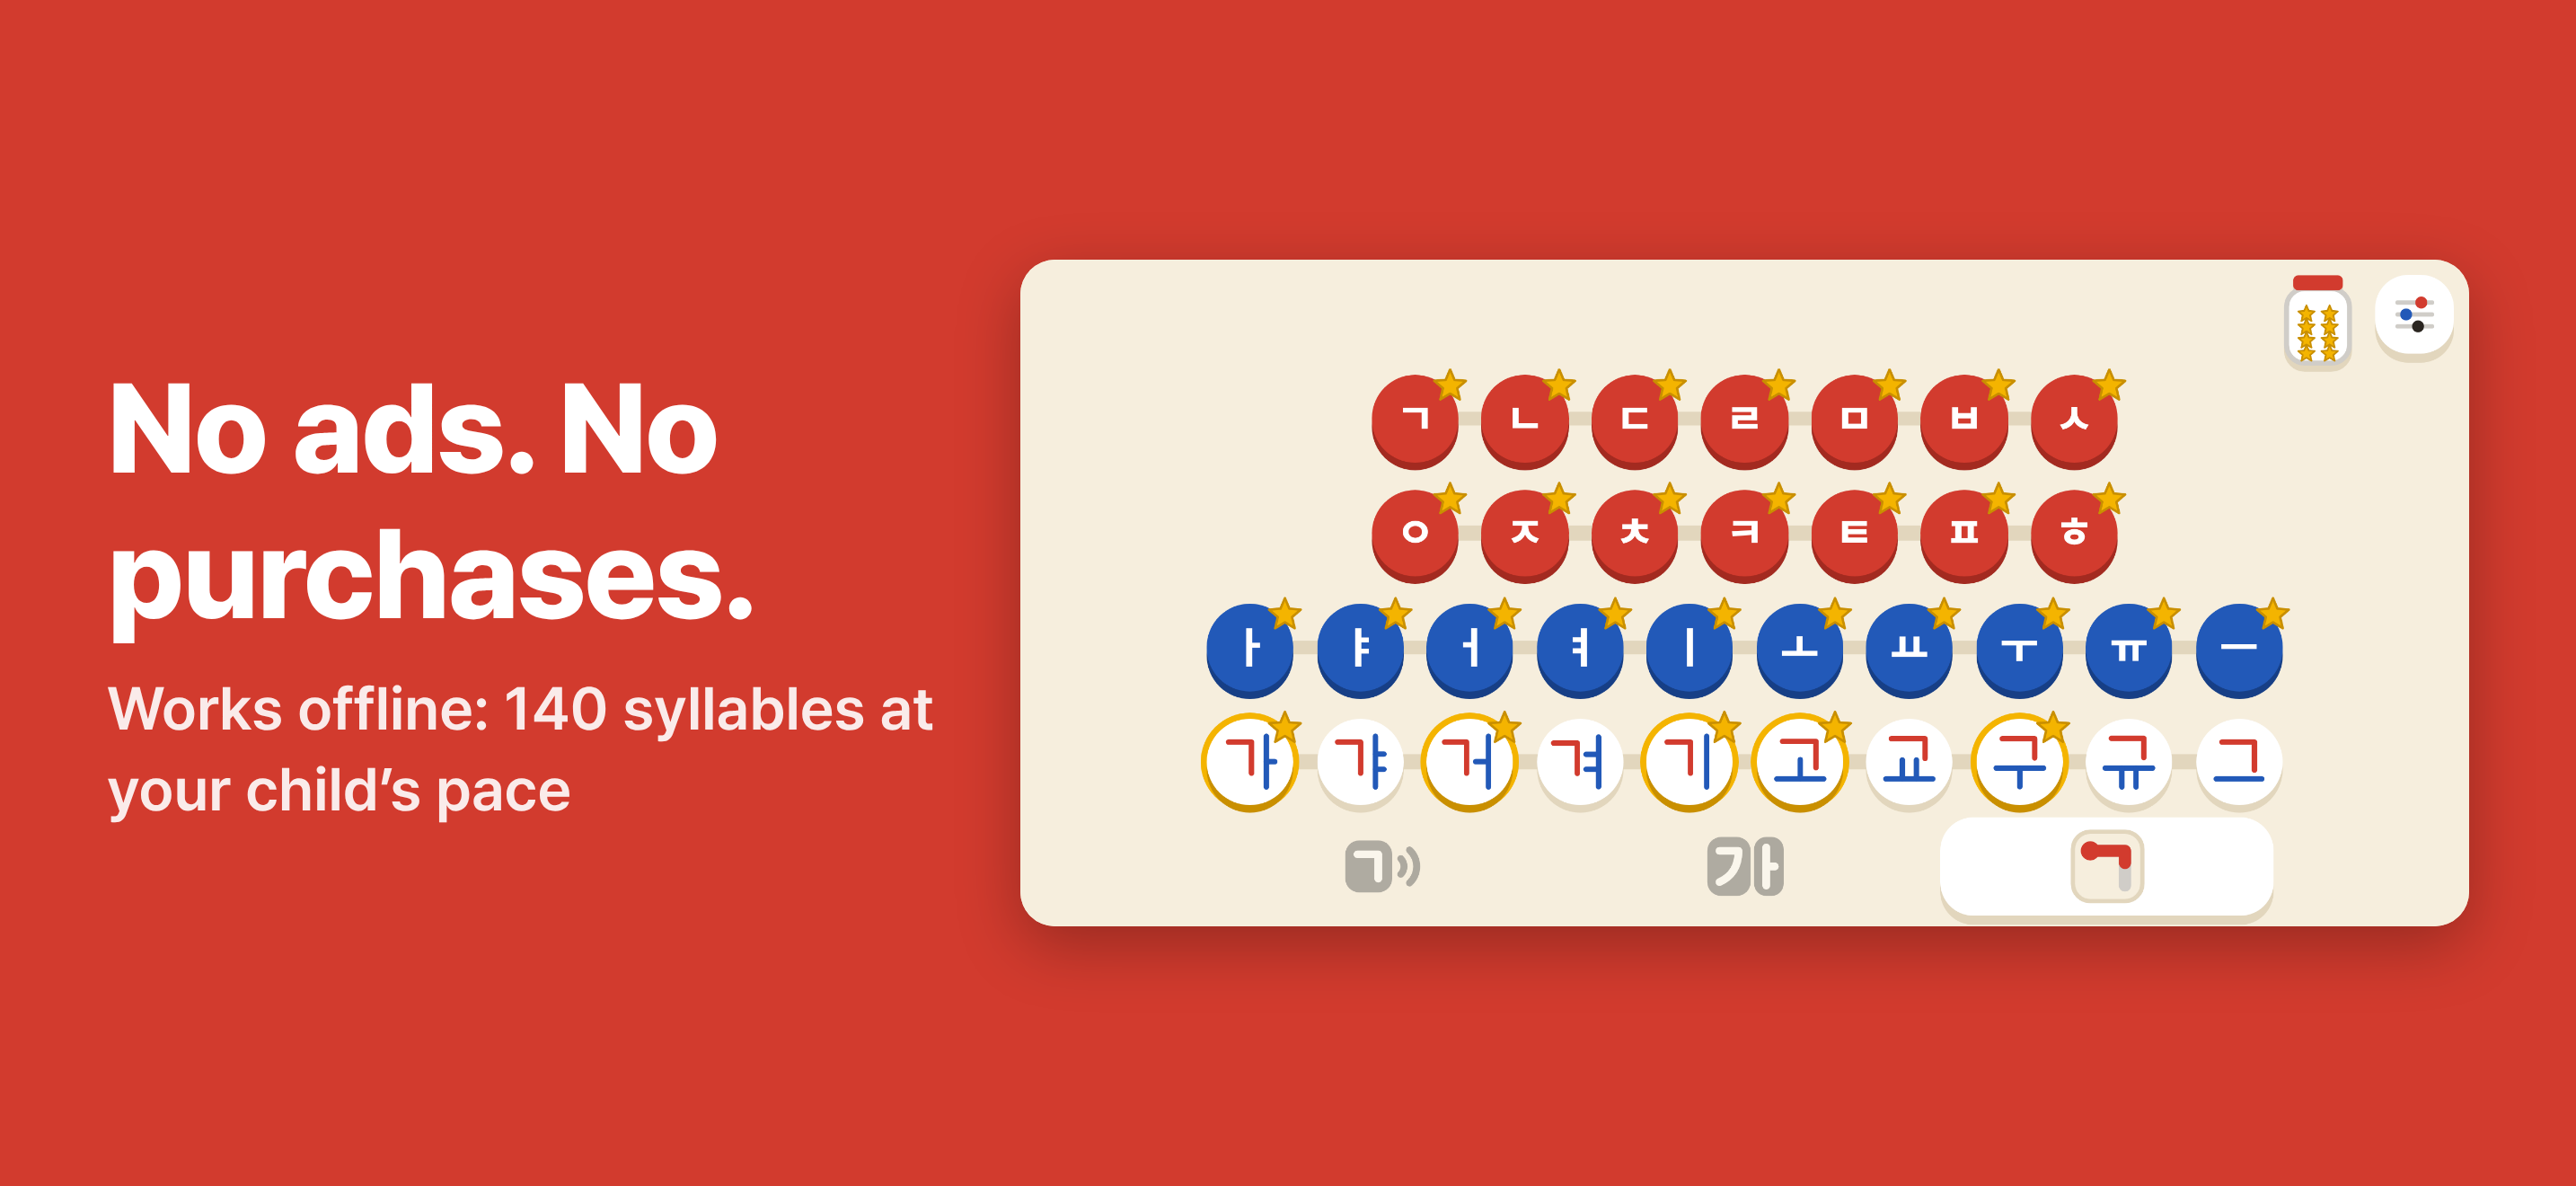 No ads. No
purchases.
Works offline: 140 syllables at
your child’s pace
ㄱ ㄴ ㄷ ㄹ ㅁ ㅂ ㅅ
ㅇ ㅈ ㅊ ㅋ ㅌ ㅍ ㅎ
ㅏ ㅑ ㅓ ㅕ ㅣ ㅗ ㅛ ㅜ ㅠ ㅡ
가 갸 거 겨 기 고 교 구 규 그
ㄱ 가 ㄱ